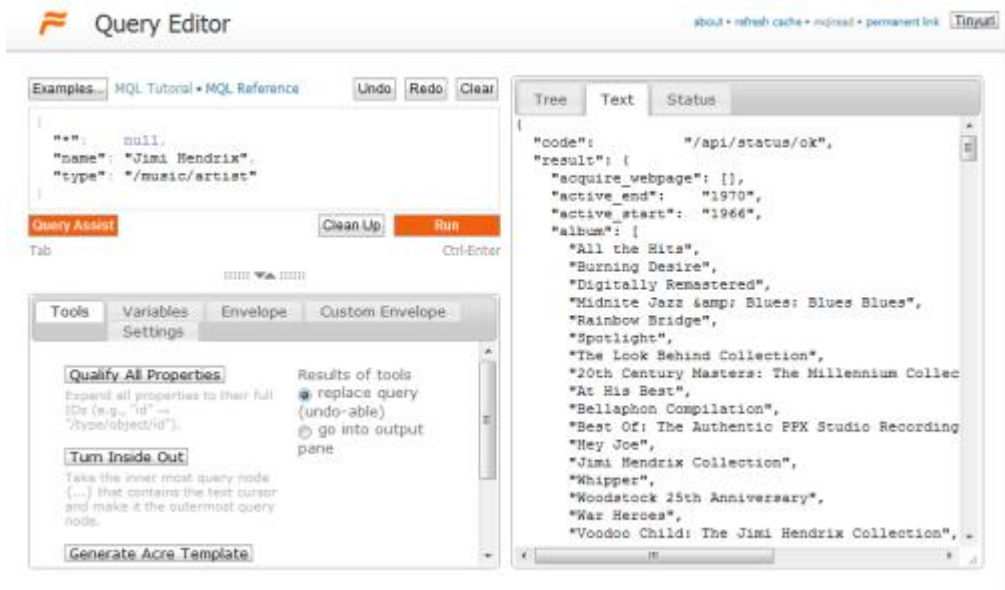 Query Editor
about • refresh cache • mqlread • permanent link Tinyurl
Examples... MQL Tutorial • MQL Reference Undo Redo Clear
{
"*": null,
"name": "Jimi Hendrix",
"type": "/music/artist"
}
Query Assist Clean Up Run
Tab Ctrl-Enter
Tools Variables Envelope Custom Envelope
Settings
Qualify All Properties
Expand all properties to their full
IDs (e.g., "id" →
"/type/object/id").
Turn Inside Out
Take the inner most query node
{...} that contains the text cursor
and make it the outermost query
node.
Generate Acre Template
Results of tools
replace query
(undo-able)
go into output
pane
Tree Text Status
{
"code": "/api/status/ok",
"result": {
"acquire_webpage": [],
"active_end": "1970",
"active_start": "1966",
"album": [
"All the Hits",
"Burning Desire",
"Digitally Remastered",
"Midnite Jazz &amp; Blues: Blues Blues",
"Rainbow Bridge",
"Spotlight",
"The Look Behind Collection",
"20th Century Masters: The Millennium Collec
"At His Best",
"Bellaphon Compilation",
"Best Of: The Authentic PPX Studio Recording
"Hey Joe",
"Jimi Hendrix Collection",
"Whipper",
"Woodstock 25th Anniversary",
"War Heroes",
"Voodoo Child: The Jimi Hendrix Collection",